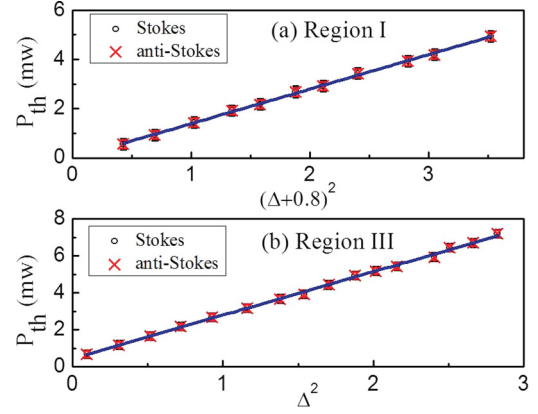 6
4
2
0
P_th (mw)
Stokes
anti-Stokes
(a) Region I
0 1 2 3
(Δ+0.8)^2
8
6
4
2
0
P_th (mw)
Stokes
anti-Stokes
(b) Region III
0 1 2 3
Δ^2